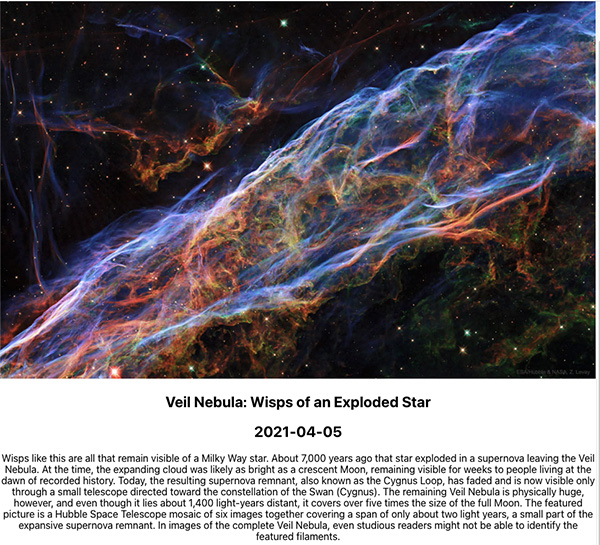 ESA/Hubble & NASA, Z. Levay
Veil Nebula: Wisps of an Exploded Star
2021-04-05
Wisps like this are all that remain visible of a Milky Way star. About 7,000 years ago that star exploded in a supernova leaving the Veil
Nebula. At the time, the expanding cloud was likely as bright as a crescent Moon, remaining visible for weeks to people living at the
dawn of recorded history. Today, the resulting supernova remnant, also known as the Cygnus Loop, has faded and is now visible only
through a small telescope directed toward the constellation of the Swan (Cygnus). The remaining Veil Nebula is physically huge,
however, and even though it lies about 1,400 light-years distant, it covers over five times the size of the full Moon. The featured
picture is a Hubble Space Telescope mosaic of six images together covering a span of only about two light years, a small part of the
expansive supernova remnant. In images of the complete Veil Nebula, even studious readers might not be able to identify the
featured filaments.